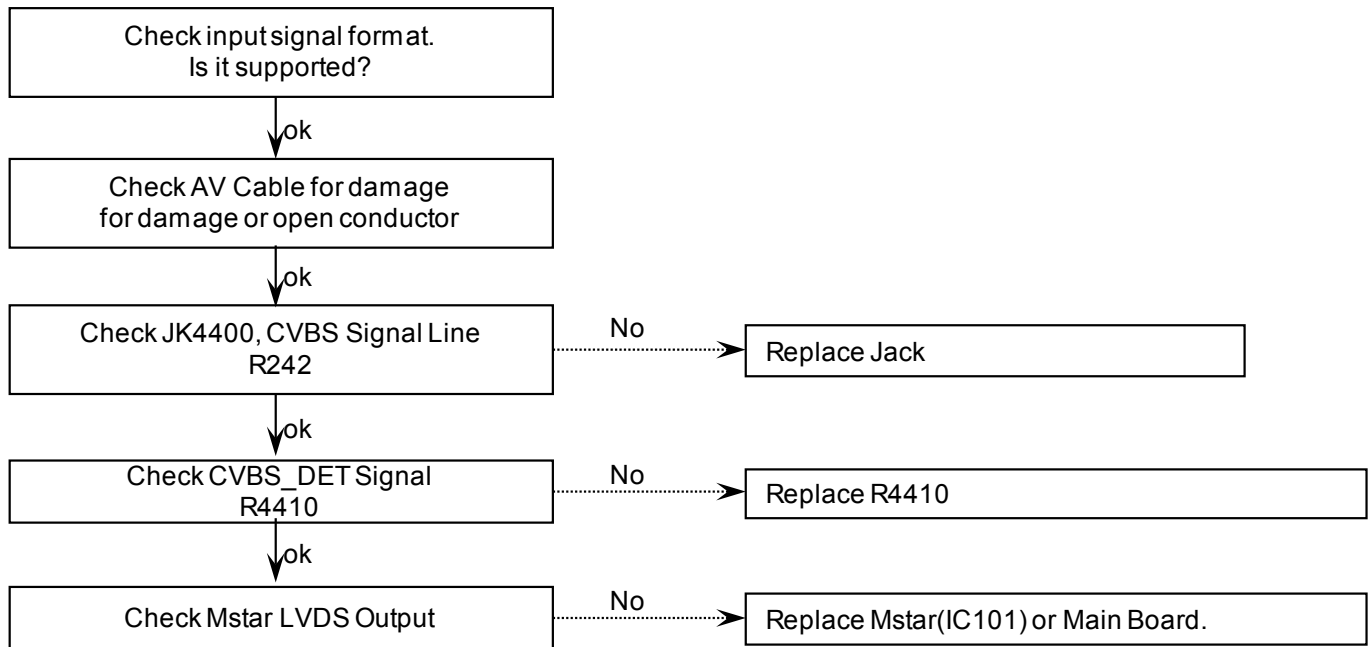 Check input signal format.
Is it supported?
ok
Check AV Cable for damage
for damage or open conductor
ok
Check JK4400, CVBS Signal Line
R242
No
Replace Jack
ok
Check CVBS_DET Signal
R4410
No
Replace R4410
ok
Check Mstar LVDS Output
No
Replace Mstar(IC101) or Main Board.